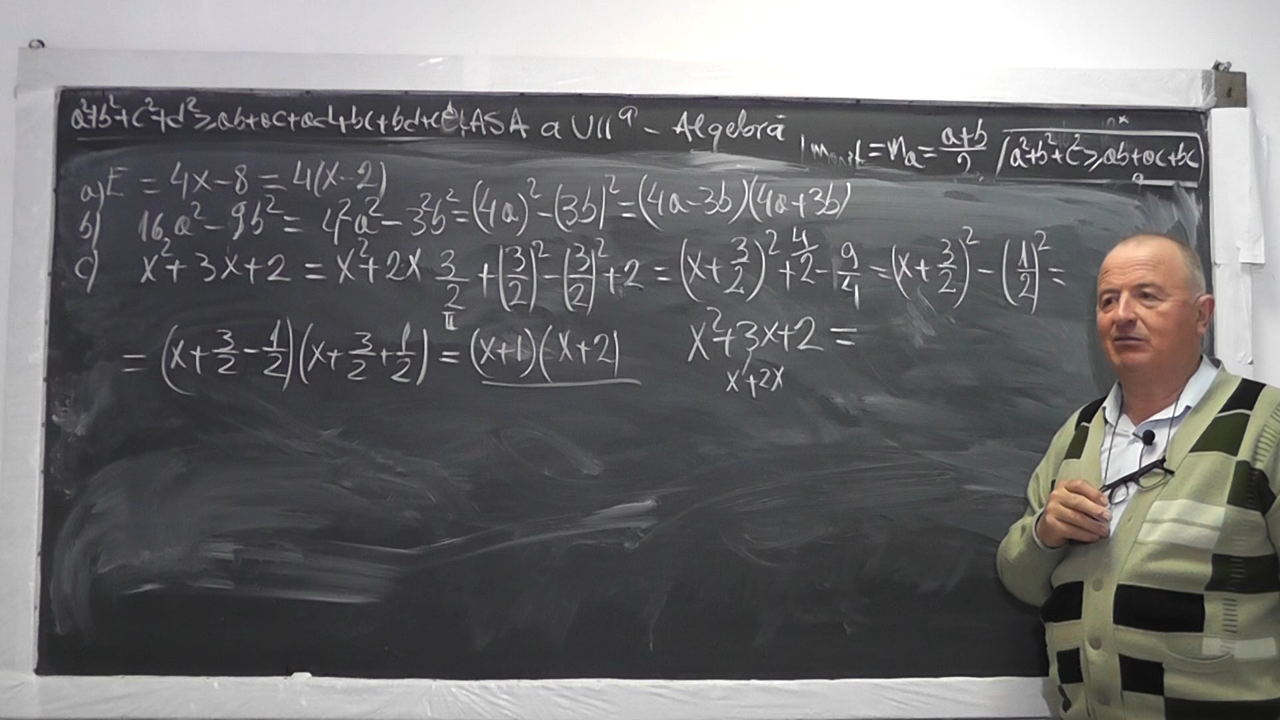 a²+b²+c²+d²≥ab+ac+ad+bc+bd+cd CLASA a VII a - Algebră
= ma = a+b/2 a²+b²+c²≥ab+ac+bc
a) E = 4x-8 = 4(x-2)
b) 16a²-9b² = 4²a²-3²b² = (4a)²-(3b)² = (4a-3b)(4a+3b)
c) x²+3x+2 = x²+2x 3/2 + (3/2)² - (3/2)² + 2 = (x+3/2)² + 4/2 - 9/4 = (x+3/2)² - (1/2)² =
= (x+3/2-1/2)(x+3/2+1/2) = (x+1)(x+2) x²+3x+2 =
x+2x